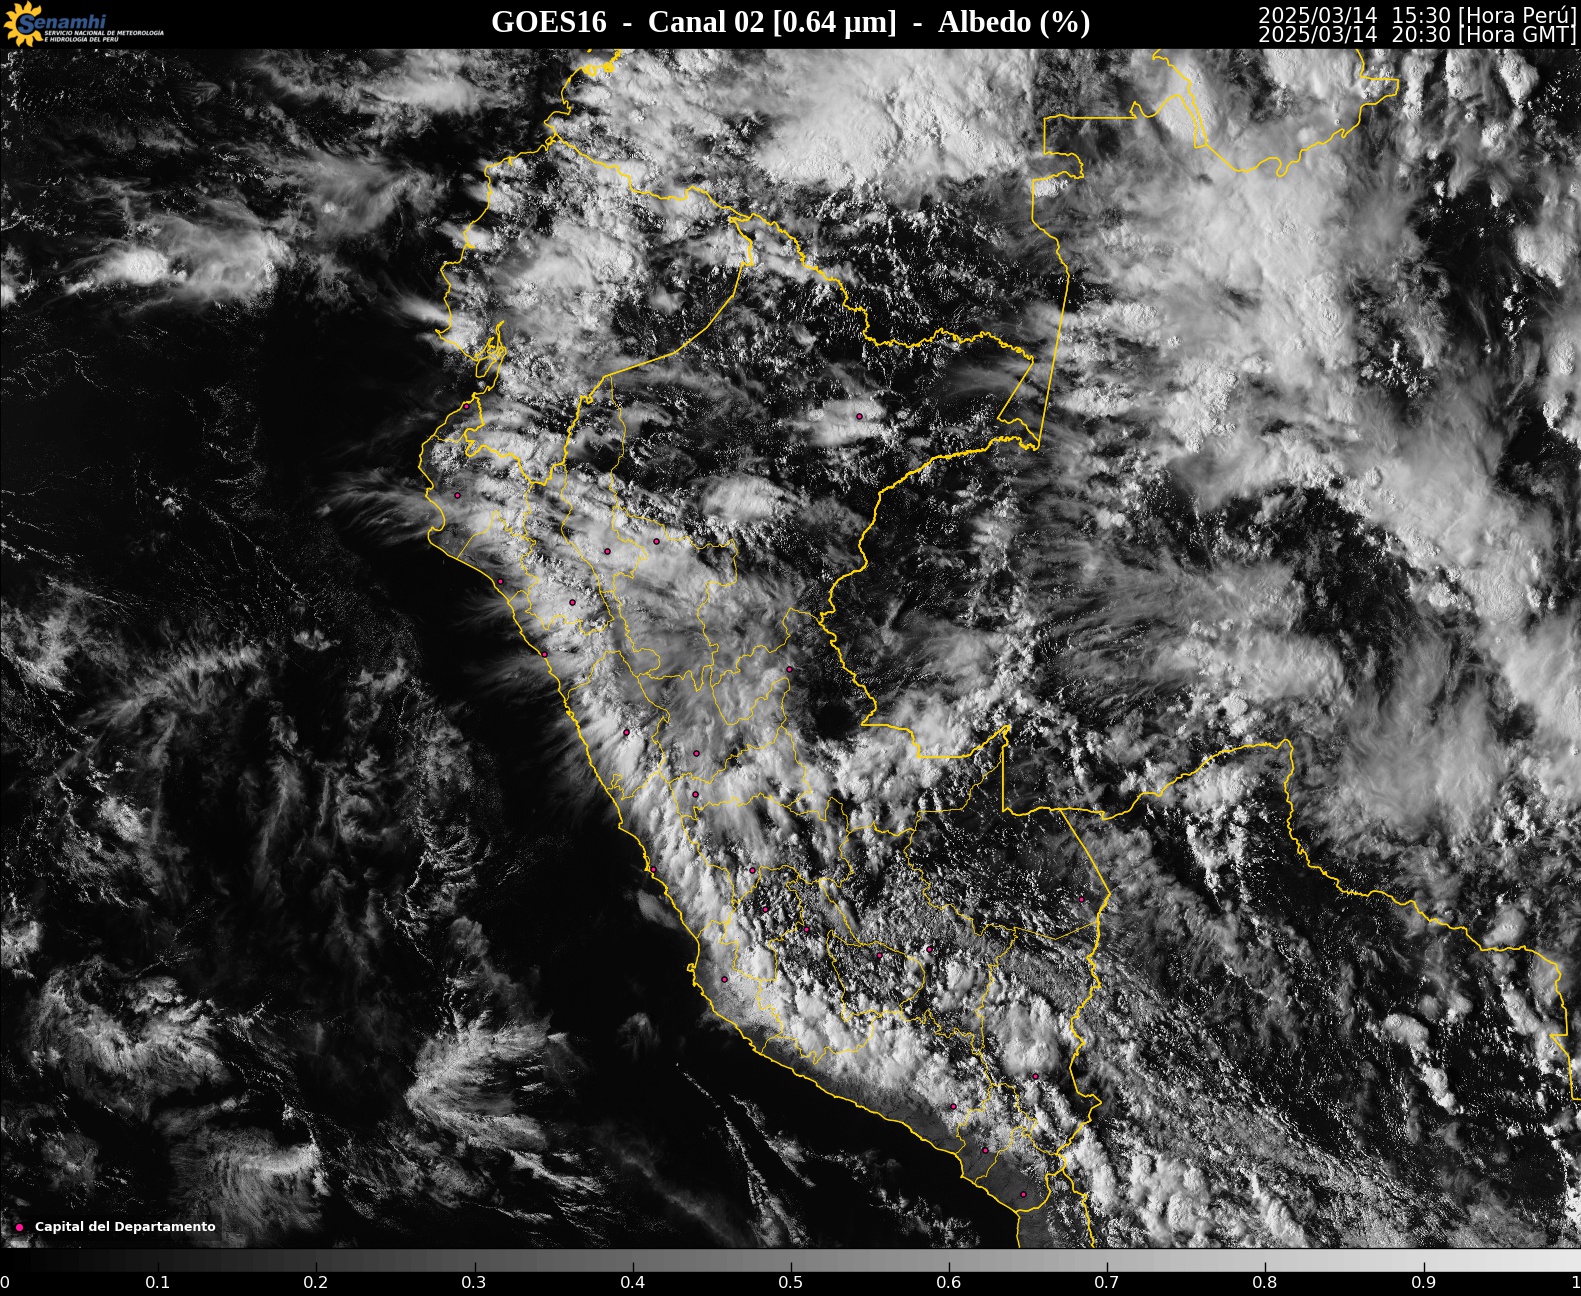 Senamhi
SERVICIO NACIONAL DE METEOROLOGÍA
E HIDROLOGÍA DEL PERÚ
GOES16 - Canal 02 [0.64 µm] - Albedo (%)
2025/03/14 15:30 [Hora Perú]
2025/03/14 20:30 [Hora GMT]
Capital del Departamento
0 0.1 0.2 0.3 0.4 0.5 0.6 0.7 0.8 0.9 1